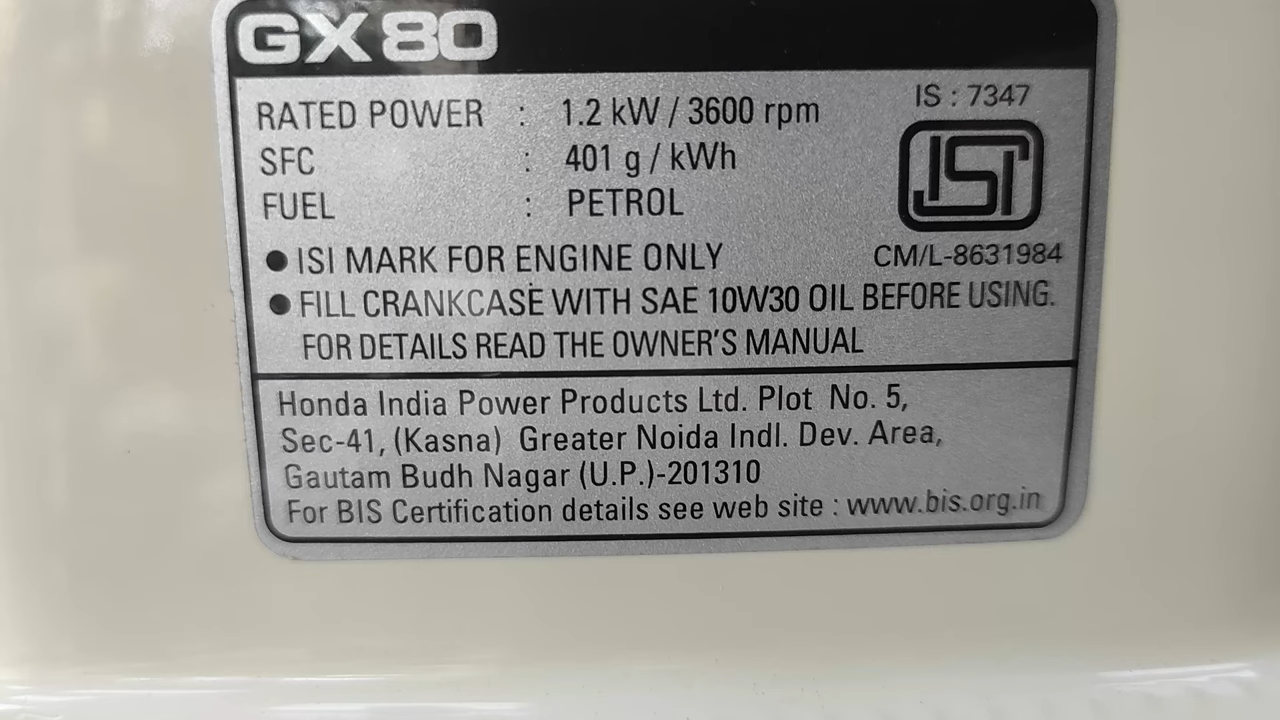 GX80
RATED POWER : 1.2 kW / 3600 rpm
IS : 7347
SFC : 401 g / kWh
ISI
FUEL : PETROL
● ISI MARK FOR ENGINE ONLY
CM/L-8631984
● FILL CRANKCASE WITH SAE 10W30 OIL BEFORE USING.
FOR DETAILS READ THE OWNER'S MANUAL
Honda India Power Products Ltd. Plot No. 5,
Sec-41, (Kasna) Greater Noida Indl. Dev. Area,
Gautam Budh Nagar (U.P.)-201310
For BIS Certification details see web site : www.bis.org.in